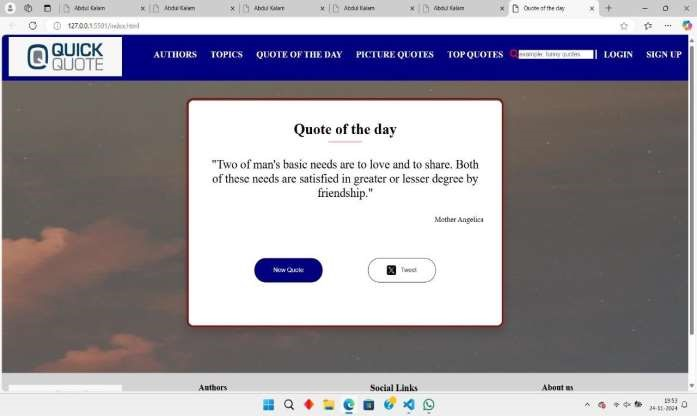 Abdul Kalam
Abdul Kalam
Abdul Kalam
Abdul Kalam
Abdul Kalam
Quote of the day
127.0.0.1:5501/index.html
QUICK
QUOTE
AUTHORS TOPICS QUOTE OF THE DAY PICTURE QUOTES TOP QUOTES example: funny quotes LOGIN SIGN UP
Quote of the day
"Two of man's basic needs are to love and to share. Both
of these needs are satisfied in greater or lesser degree by
friendship."
Mother Angelica
New Quote
Tweet
Authors Social Links About us
19:53
24-11-2024